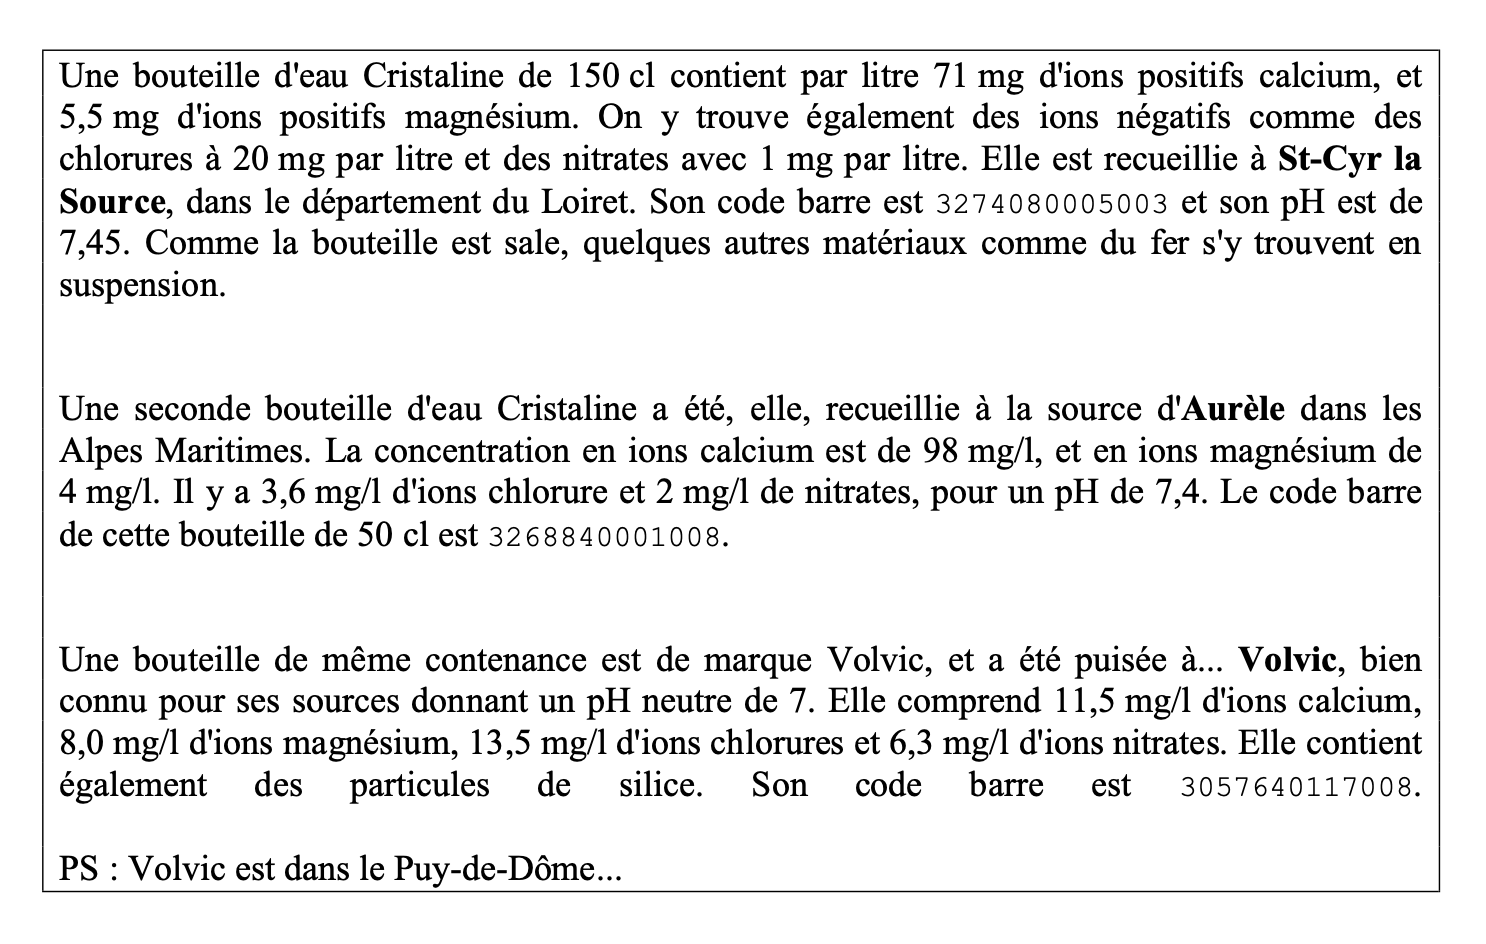 Une bouteille d'eau Cristaline de 150 cl contient par litre 71 mg d'ions positifs calcium, et
5,5 mg d'ions positifs magnésium. On y trouve également des ions négatifs comme des
chlorures à 20 mg par litre et des nitrates avec 1 mg par litre. Elle est recueillie à St-Cyr la
Source, dans le département du Loiret. Son code barre est 3274080005003 et son pH est de
7,45. Comme la bouteille est sale, quelques autres matériaux comme du fer s'y trouvent en
suspension.
Une seconde bouteille d'eau Cristaline a été, elle, recueillie à la source d'Aurèle dans les
Alpes Maritimes. La concentration en ions calcium est de 98 mg/l, et en ions magnésium de
4 mg/l. Il y a 3,6 mg/l d'ions chlorure et 2 mg/l de nitrates, pour un pH de 7,4. Le code barre
de cette bouteille de 50 cl est 3268840001008.
Une bouteille de même contenance est de marque Volvic, et a été puisée à... Volvic, bien
connu pour ses sources donnant un pH neutre de 7. Elle comprend 11,5 mg/l d'ions calcium,
8,0 mg/l d'ions magnésium, 13,5 mg/l d'ions chlorures et 6,3 mg/l d'ions nitrates. Elle contient
également des particules de silice. Son code barre est 3057640117008.
PS : Volvic est dans le Puy-de-Dôme...